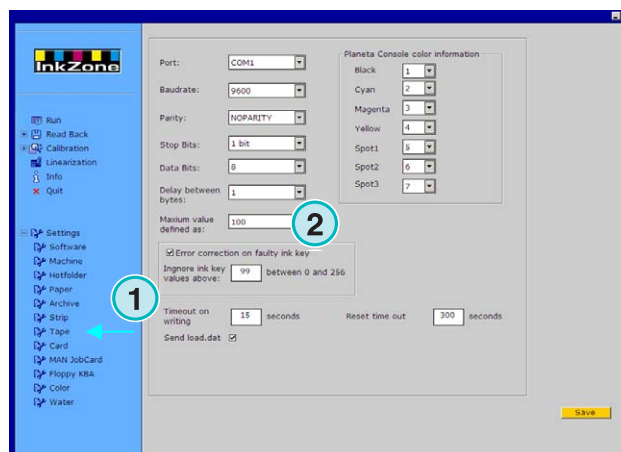 InkZone
Run
Read Back
Calibration
Linearization
Info
Quit
Settings
Software
Machine
Hotfolder
Paper
Archive
Strip
Tape
Card
MAN JobCard
Floppy KBA
Color
Water
1
Port: COM1
Baudrate: 9600
Parity: NOPARITY
Stop Bits: 1 bit
Data Bits: 8
Delay between
bytes: 1
Maxium value
defined as: 100
2
Planeta Console color information
Black 1
Cyan 2
Magenta 3
Yellow 4
Spot1 5
Spot2 6
Spot3 7
Error correction on faulty ink key
Ingnore ink key
values above: 99 between 0 and 256
Timeout on
writing 15 seconds
Reset time out 300 seconds
Send load.dat
Save